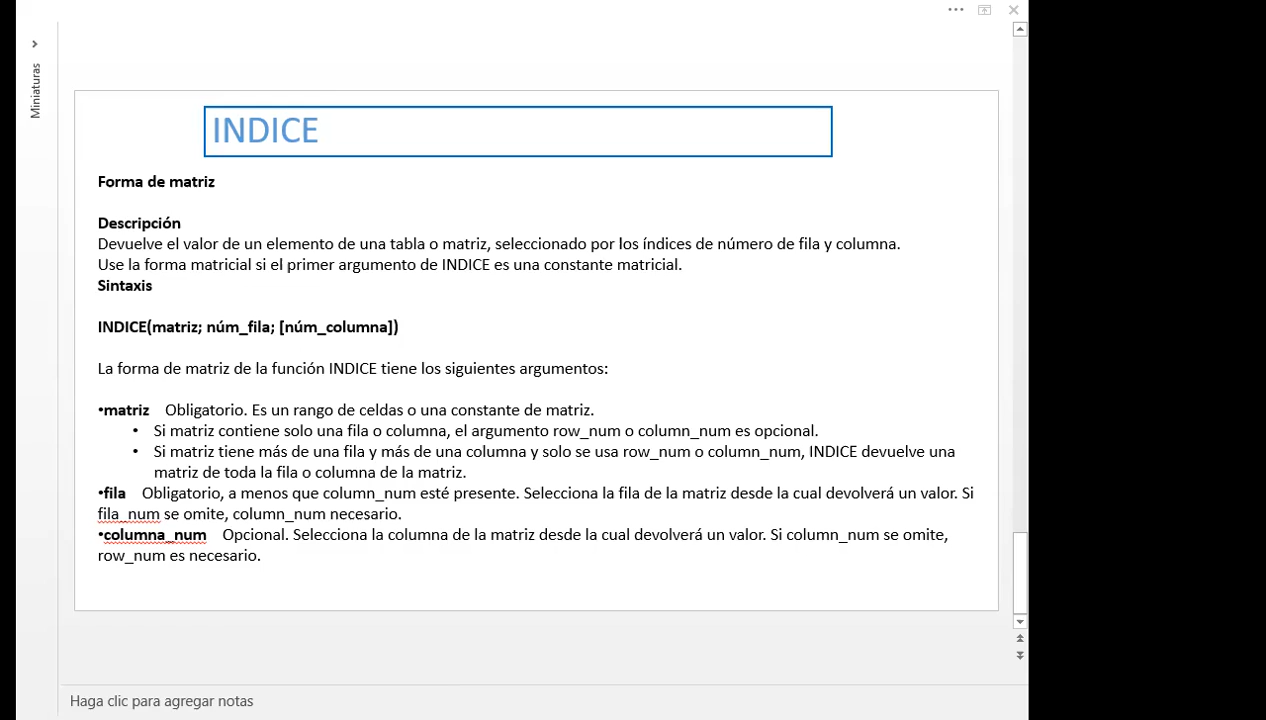 Miniaturas
INDICE
Forma de matriz
Descripción
Devuelve el valor de un elemento de una tabla o matriz, seleccionado por los índices de número de fila y columna.
Use la forma matricial si el primer argumento de INDICE es una constante matricial.
Sintaxis
INDICE(matriz; núm_fila; [núm_columna])
La forma de matriz de la función INDICE tiene los siguientes argumentos:
•matriz Obligatorio. Es un rango de celdas o una constante de matriz.
• Si matriz contiene solo una fila o columna, el argumento row_num o column_num es opcional.
• Si matriz tiene más de una fila y más de una columna y solo se usa row_num o column_num, INDICE devuelve una
matriz de toda la fila o columna de la matriz.
•fila Obligatorio, a menos que column_num esté presente. Selecciona la fila de la matriz desde la cual devolverá un valor. Si
fila_num se omite, column_num necesario.
•columna_num Opcional. Selecciona la columna de la matriz desde la cual devolverá un valor. Si column_num se omite,
row_num es necesario.
Haga clic para agregar notas